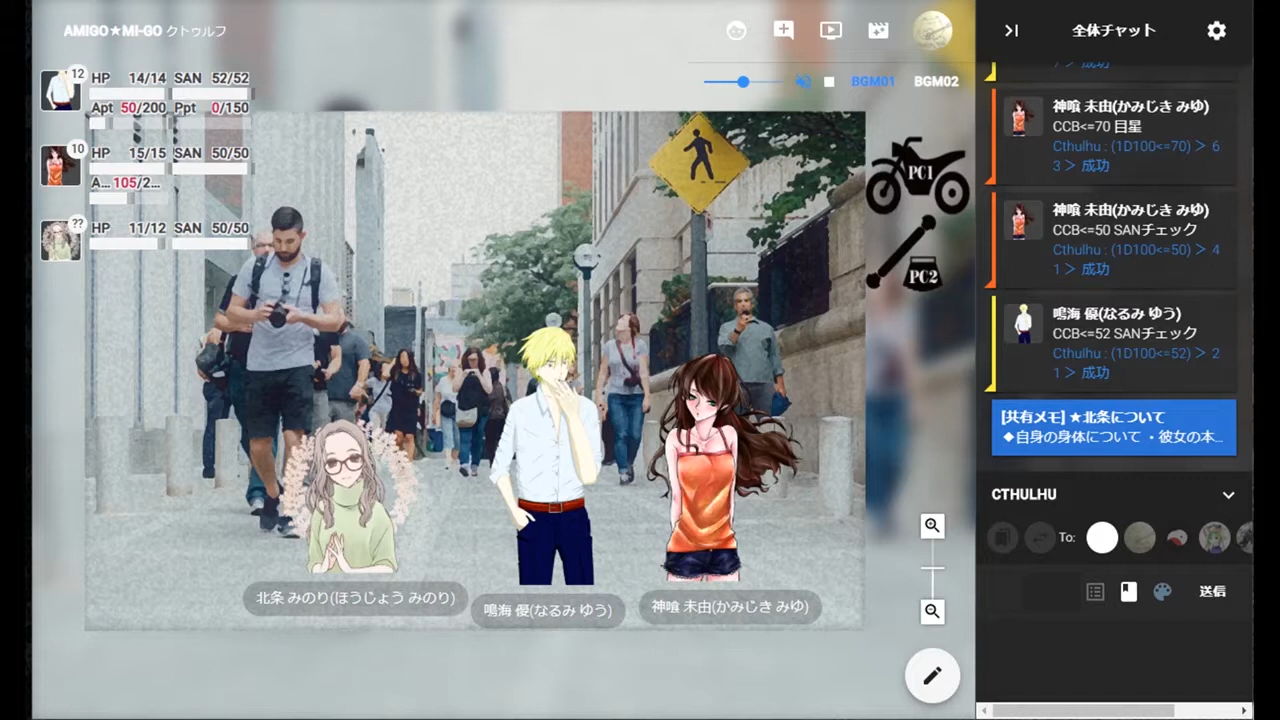 AMIGO★MI-GO クトゥルフ
12
HP 14/14 SAN 52/52
Apt 50/200 Ppt 0/150
10
HP 15/15 SAN 50/50
A... 105/2...
??
HP 11/12 SAN 50/50
BGM01 BGM02
PC1
PC2
北条 みのり(ほうじょう みのり)
鳴海 優(なるみ ゆう)
神喰 未由(かみじき みゆ)
全体チャット
7 > 成功
神喰 未由(かみじき みゆ)
CCB<=70 目星
Cthulhu : (1D100<=70) > 6
3 > 成功
神喰 未由(かみじき みゆ)
CCB<=50 SANチェック
Cthulhu : (1D100<=50) > 4
1 > 成功
鳴海 優(なるみ ゆう)
CCB<=52 SANチェック
Cthulhu : (1D100<=52) > 2
1 > 成功
[共有メモ] ★北条について
◆自身の身体について ・彼女の本...
CTHULHU
To:
送信